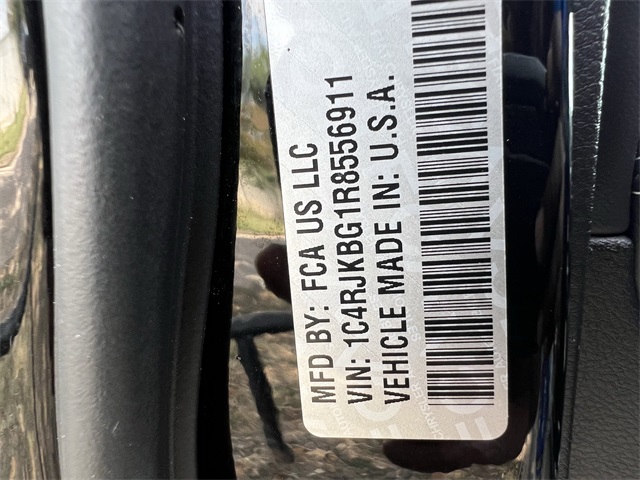 MFD BY: FCA US LLC
VIN: 1C4RJKBG1R8556911
VEHICLE MADE IN: U.S.A.